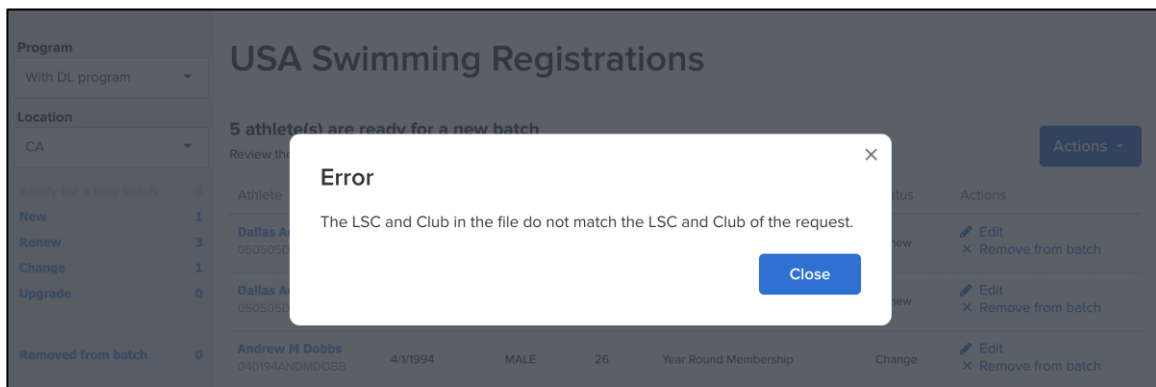 Program
With DL program
Location
CA
Ready for a new batch 5
New 1
Renew 3
Change 1
Upgrade 0
Removed from batch 0
USA Swimming Registrations
5 athlete(s) are ready for a new batch
Review the
Actions
Athlete Actions
Dallas
050505D
Edit
Remove from batch
Dallas
050505D
Edit
Remove from batch
Andrew M Dobbs
040194ANDMDOBB
4/1/1994 MALE 26 Year Round Membership Change
Edit
Remove from batch
Error
The LSC and Club in the file do not match the LSC and Club of the request.
Close